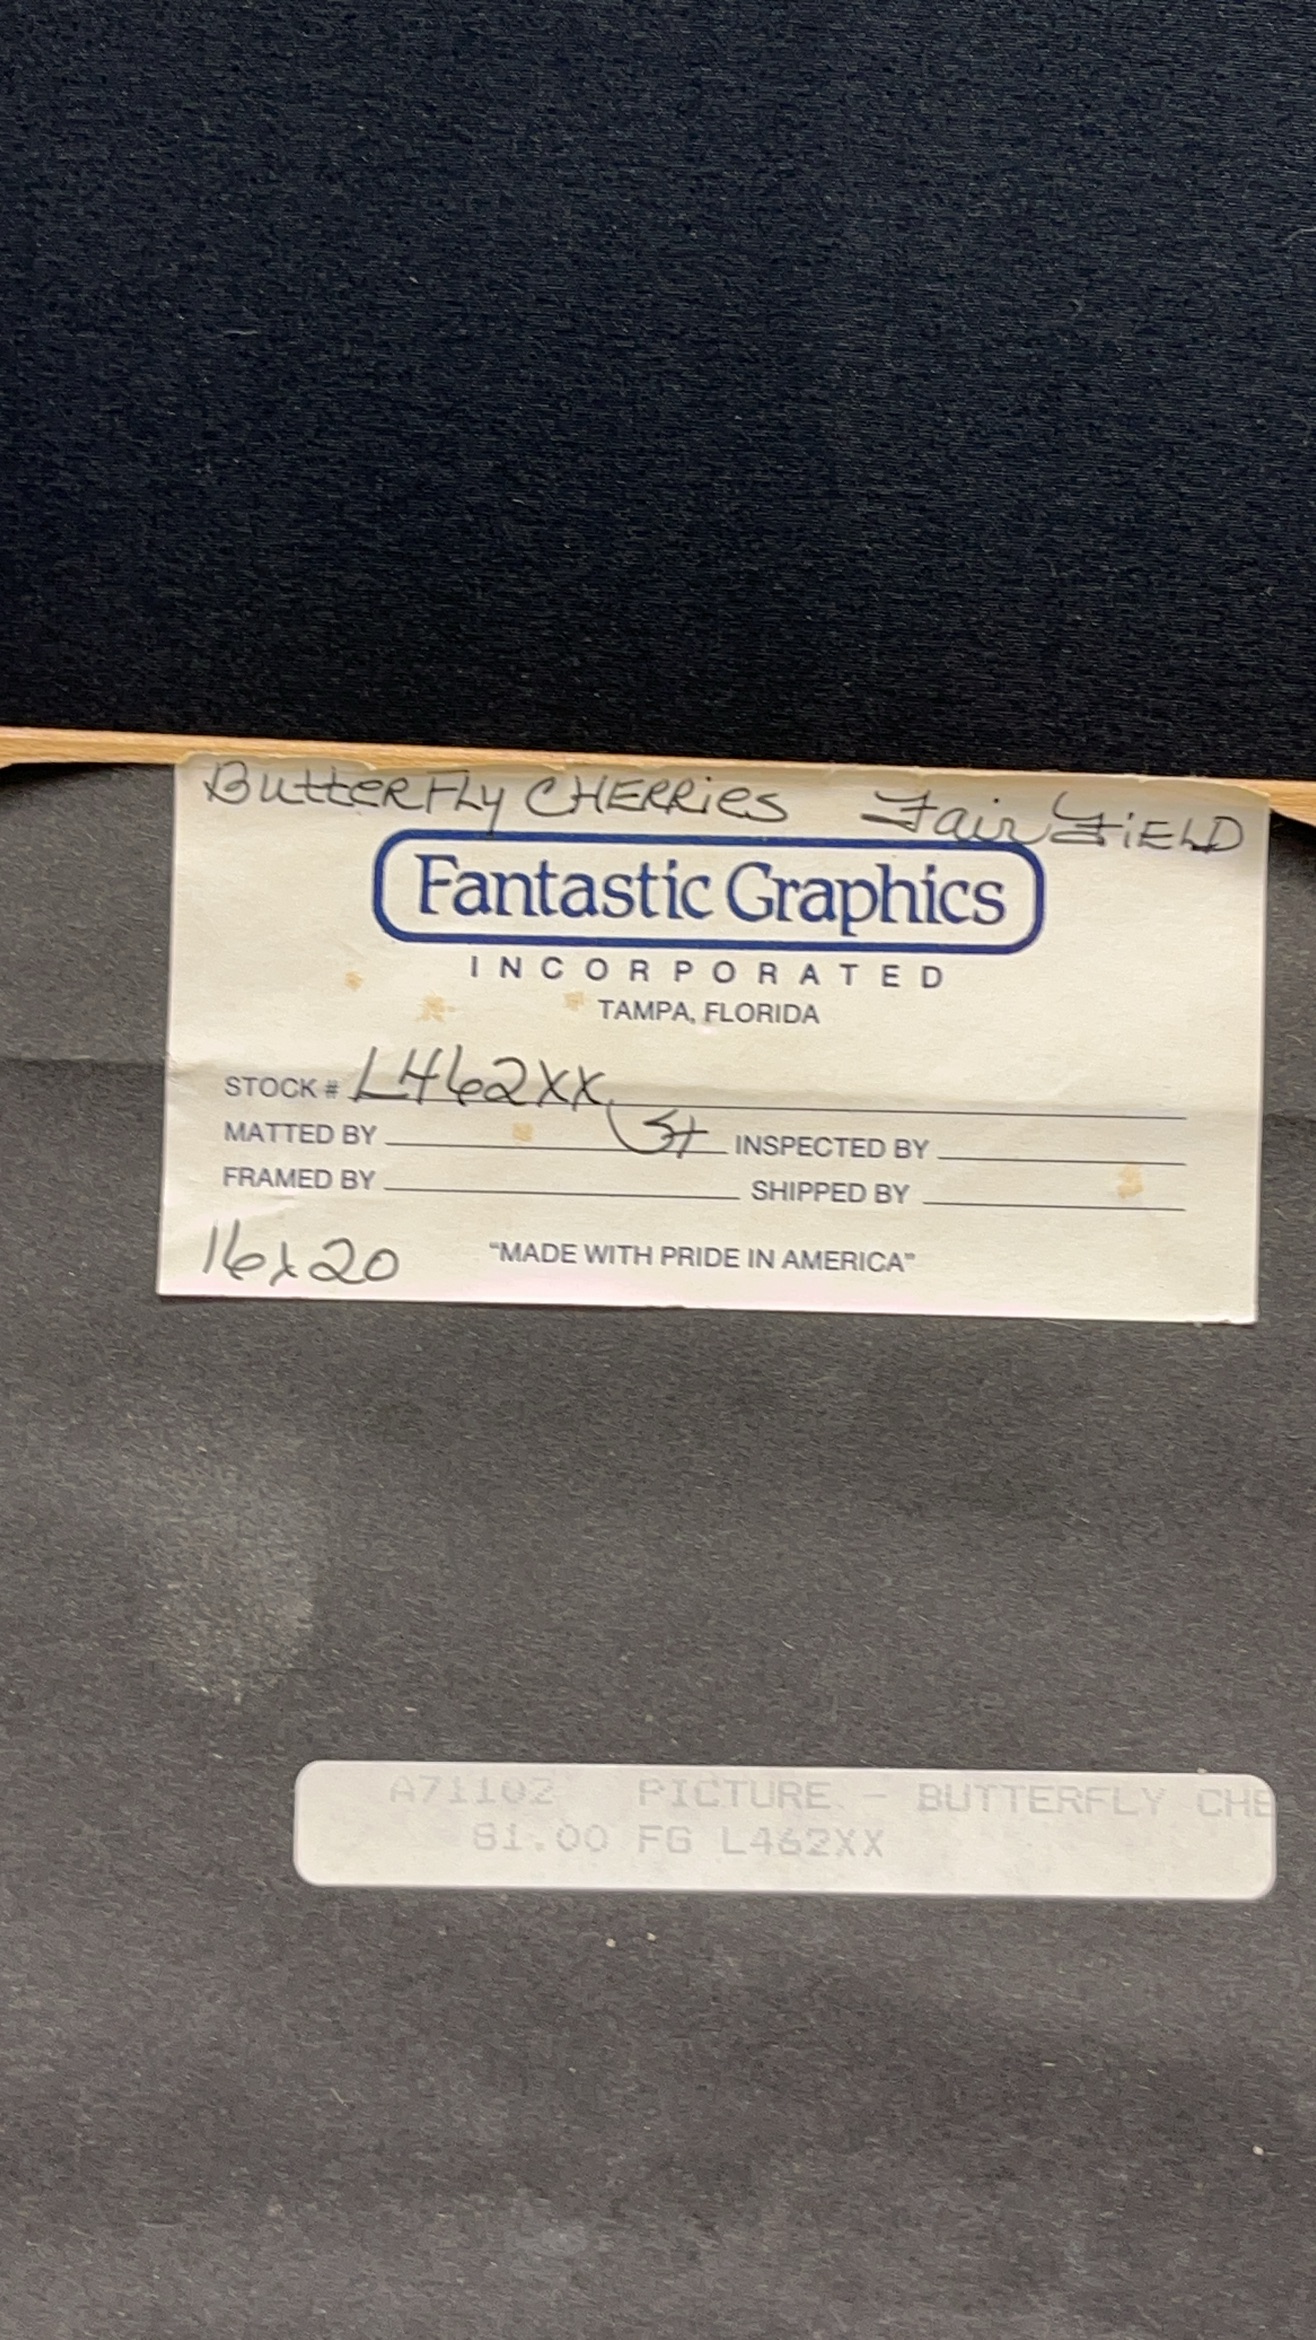 ButterFly CHERRiES FairFiELD
Fantastic Graphics
INCORPORATED
TAMPA, FLORIDA
STOCK # L462XX
MATTED BY INSPECTED BY
FRAMED BY SHIPPED BY
16x20 "MADE WITH PRIDE IN AMERICA"
A71102 PICTURE - BUTTERFLY CHE
81.00 FG L462XX